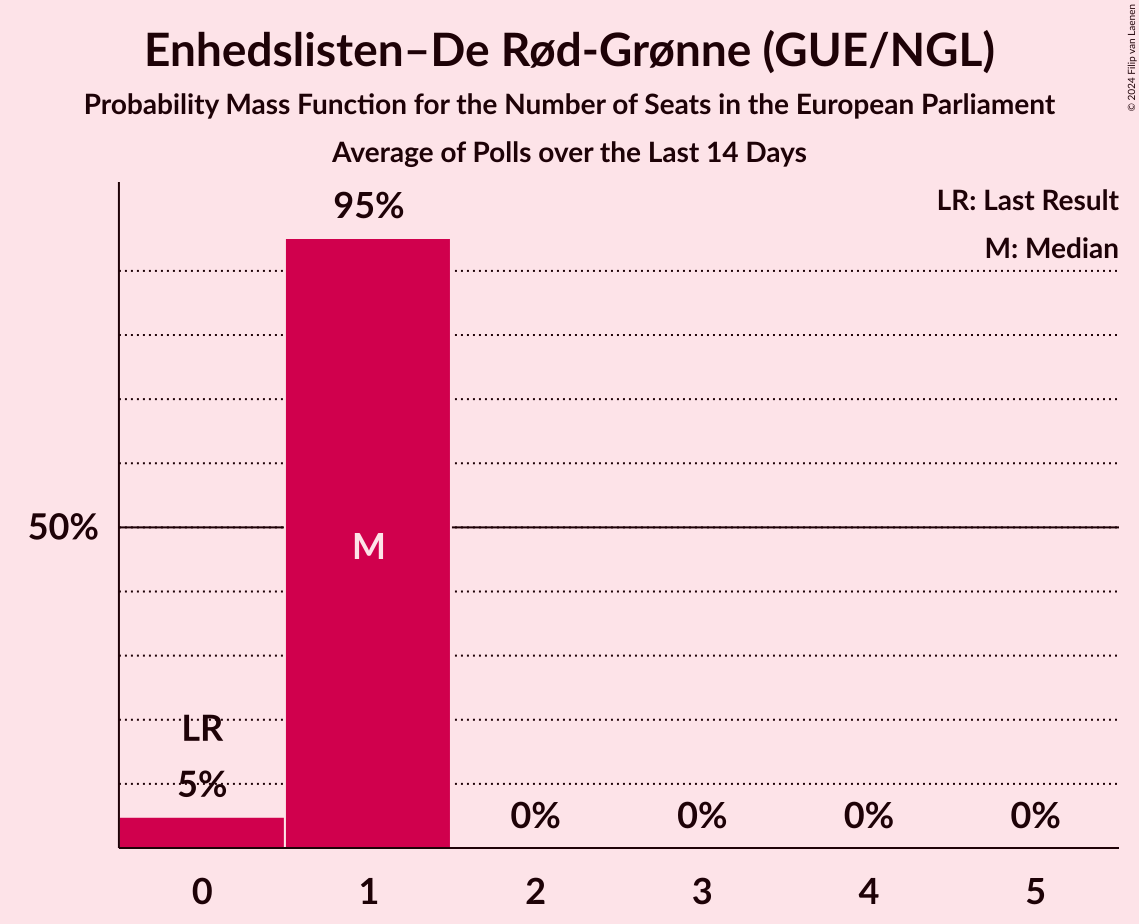 Enhedslisten–De Rød-Grønne (GUE/NGL)
Probability Mass Function for the Number of Seats in the European Parliament
Average of Polls over the Last 14 Days
© 2024 Filip van Laenen
LR: Last Result
M: Median
95%
50%
M
LR
5%
0%
0%
0%
0%
0
1
2
3
4
5